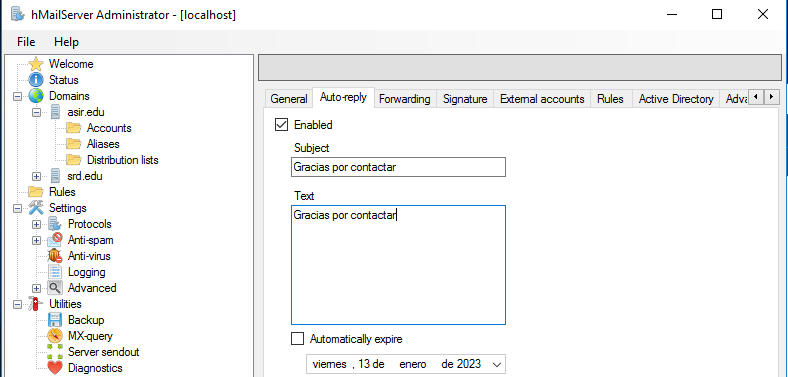 hMailServer Administrator - [localhost]
File Help
Welcome
Status
Domains
asir.edu
Accounts
Aliases
Distribution lists
srd.edu
Rules
Settings
Protocols
Anti-spam
Anti-virus
Logging
Advanced
Utilities
Backup
MX-query
Server sendout
Diagnostics
General Auto-reply Forwarding Signature External accounts Rules Active Directory Adva
Enabled
Subject
Gracias por contactar
Text
Gracias por contactar
Automatically expire
viernes , 13 de enero de 2023